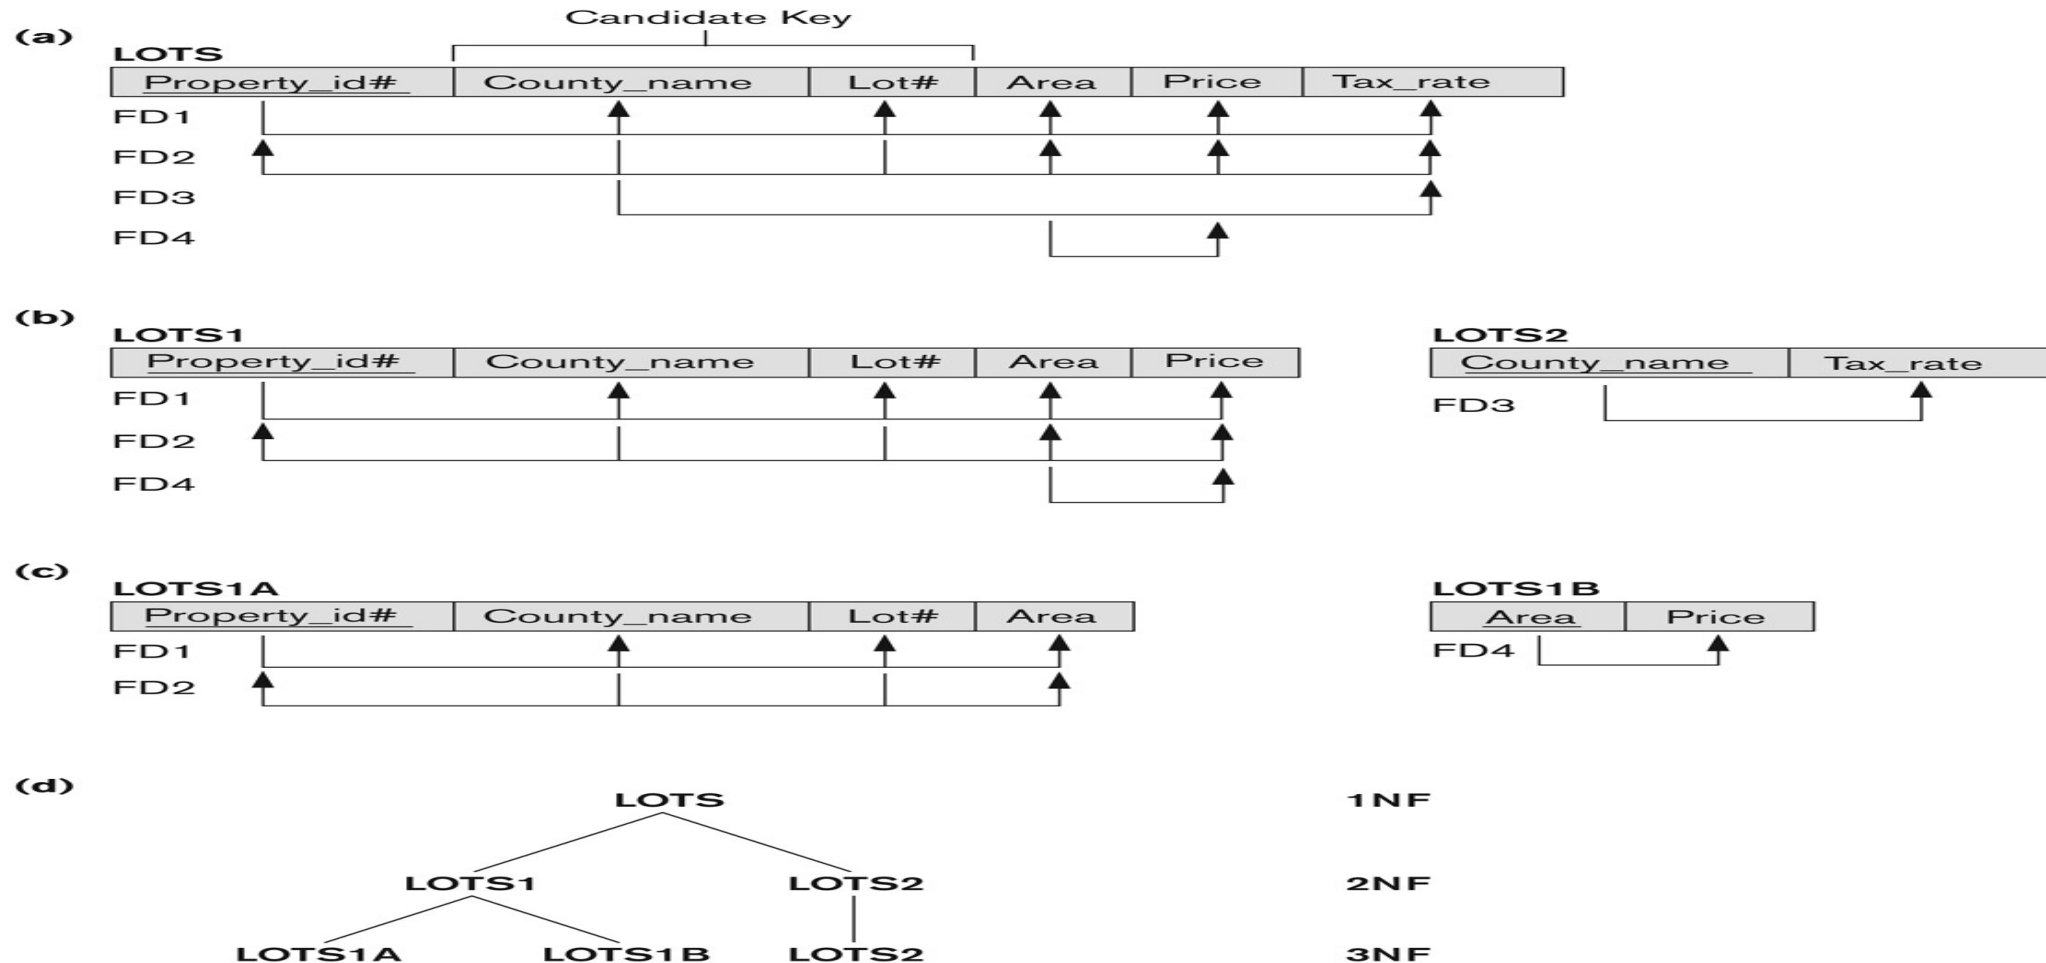 Candidate Key
(a)
LOTS
Property_id# County_name Lot# Area Price Tax_rate
FD1
FD2
FD3
FD4
(b)
LOTS1
Property_id# County_name Lot# Area Price
FD1
FD2
FD4
LOTS2
County_name Tax_rate
FD3
(c)
LOTS1A
Property_id# County_name Lot# Area
FD1
FD2
LOTS1B
Area Price
FD4
(d)
LOTS 1NF
LOTS1 LOTS2 2NF
LOTS1A LOTS1B LOTS2 3NF